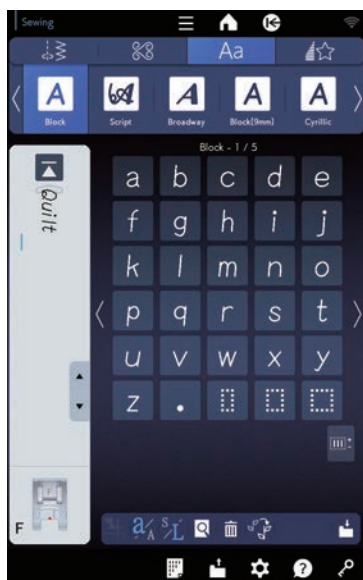 Sewing
Aa
A
A
A
A
A
Block
Script
Broadway
Block(9mm)
Cyrillic
Block - 1 / 5
Quilt
a b c d e
f g h i j
k l m n o
p q r s t
u v w x y
z .
F
a/A S/L
?